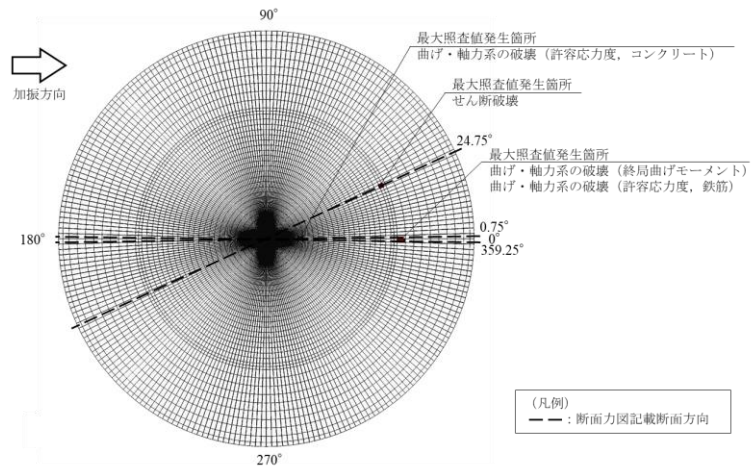 90°
最大照査値発生箇所
曲げ・軸力系の破壊（許容応力度，コンクリート）
加振方向
最大照査値発生箇所
せん断破壊
24.75°
最大照査値発生箇所
曲げ・軸力系の破壊（終局曲げモーメント）
曲げ・軸力系の破壊（許容応力度，鉄筋）
0.75°
180°
0°
359.25°
（凡例）
：断面力図記載断面方向
270°